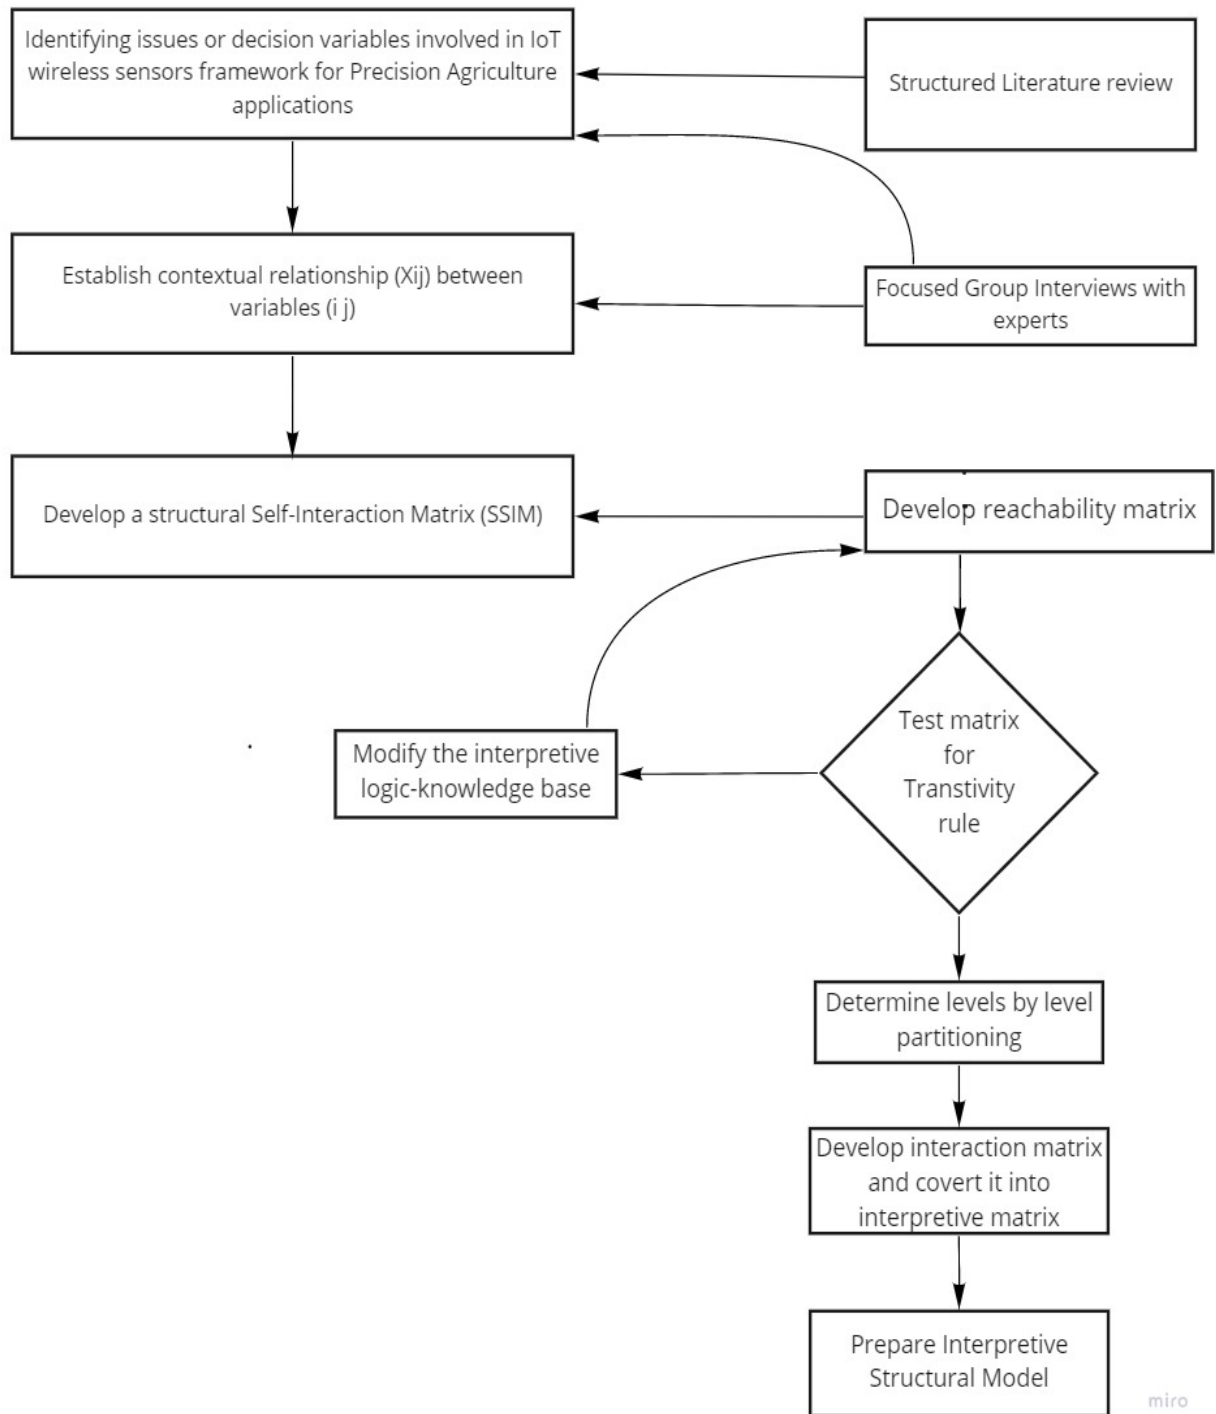 Identifying issues or decision variables involved in IoT
wireless sensors framework for Precision Agriculture
applications
Structured Literature review
Establish contextual relationship (Xij) between
variables (i j)
Focused Group Interviews with
experts
Develop a structural Self-Interaction Matrix (SSIM)
Develop reachability matrix
Modify the interpretive
logic-knowledge base
Test matrix
for
Transtivity
rule
Determine levels by level
partitioning
Develop interaction matrix
and covert it into
interpretive matrix
Prepare Interpretive
Structural Model
miro